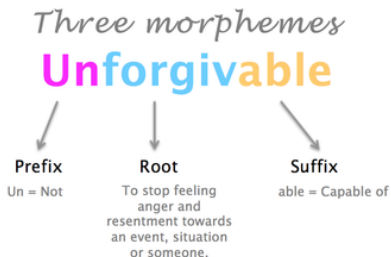 Three morphemes
Unforgivable
Prefix
Un = Not
Root
To stop feeling
anger and
resentment towards
an event, situation
or someone.
Suffix
able = Capable of